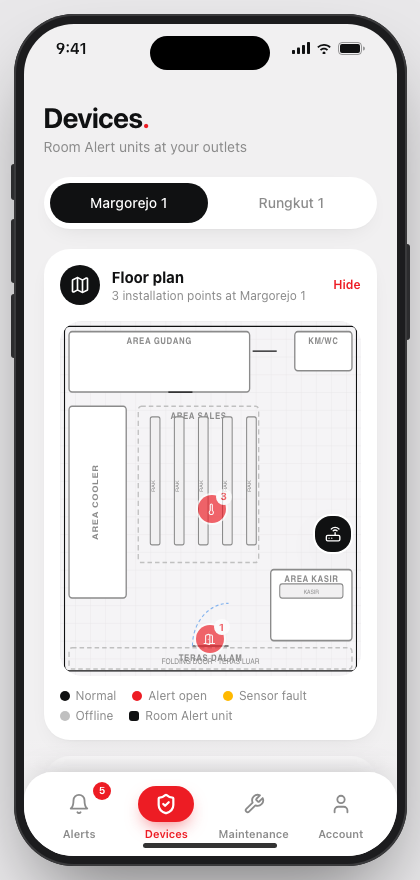 9:41
Devices.
Room Alert units at your outlets
Margorejo 1
Rungkut 1
Floor plan
3 installation points at Margorejo 1
Hide
AREA GUDANG
KM/WC
AREA SALES
AREA COOLER
RAK
RAK
RAK
RAK
RAK
3
AREA KASIR
KASIR
1
TERAS DALAM
FOLDING DOOR · TERAS LUAR
Normal
Alert open
Sensor fault
Offline
Room Alert unit
5
Alerts
Devices
Maintenance
Account